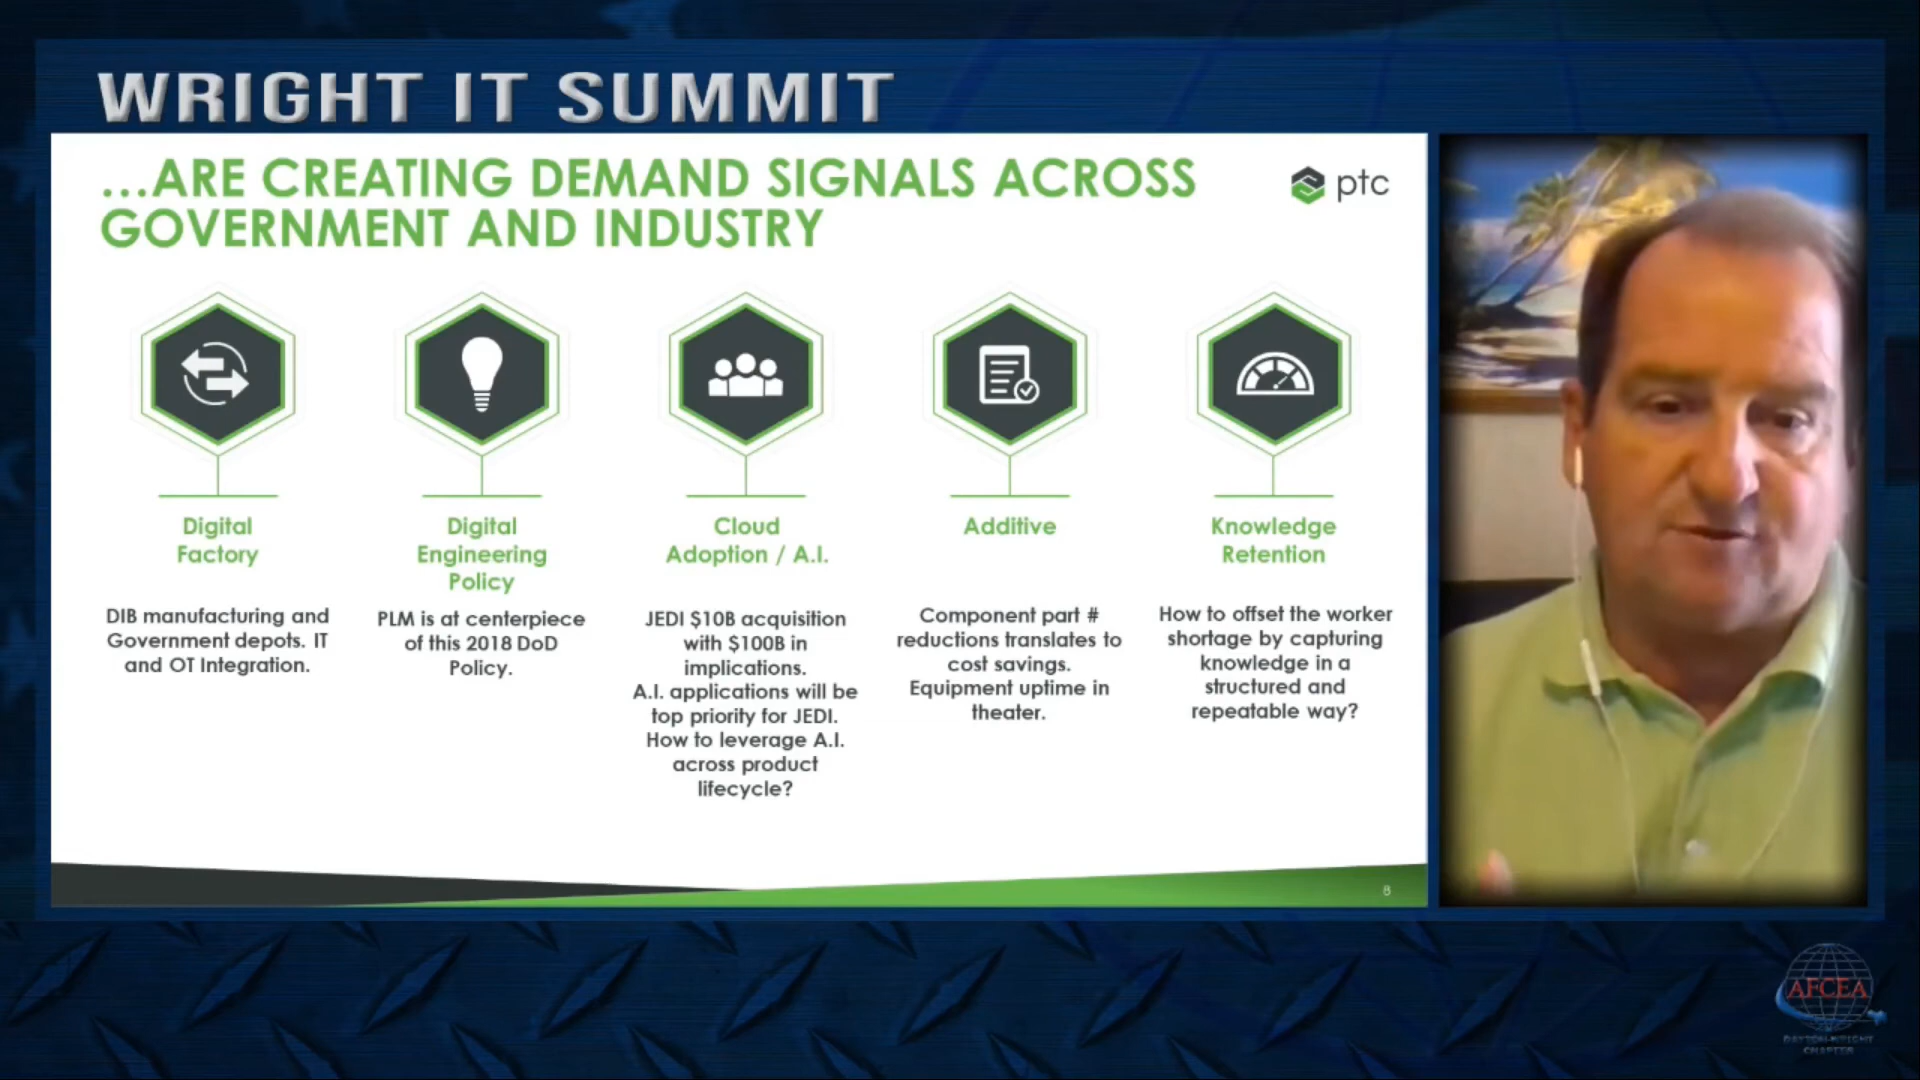 WRIGHT IT SUMMIT
...ARE CREATING DEMAND SIGNALS ACROSS
GOVERNMENT AND INDUSTRY
ptc
Digital
Factory
DIB manufacturing and
Government depots. IT
and OT Integration.
Digital
Engineering
Policy
PLM is at centerpiece
of this 2018 DoD
Policy.
Cloud
Adoption / A.I.
JEDI $10B acquisition
with $100B in
implications.
A.I. applications will be
top priority for JEDI.
How to leverage A.I.
across product
lifecycle?
Additive
Component part #
reductions translates to
cost savings.
Equipment uptime in
theater.
Knowledge
Retention
How to offset the worker
shortage by capturing
knowledge in a
structured and
repeatable way?
8
AFCEA
DAYTON-WRIGHT
CHAPTER